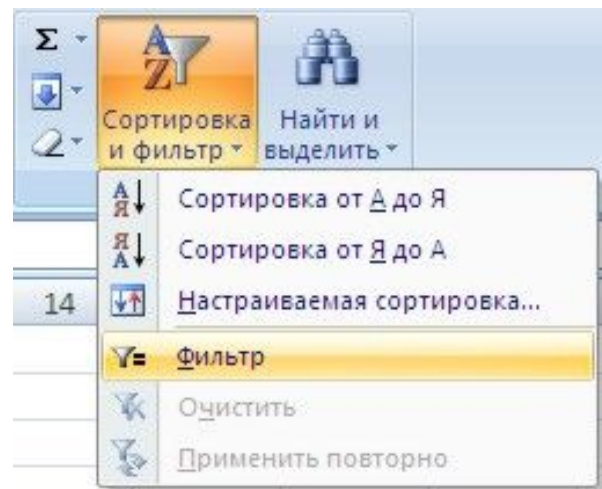 Σ
Сортировка
и фильтр
Найти и
выделить
А
Я
Сортировка от А до Я
Я
А
Сортировка от Я до А
14
Настраиваемая сортировка...
Фильтр
Очистить
Применить повторно